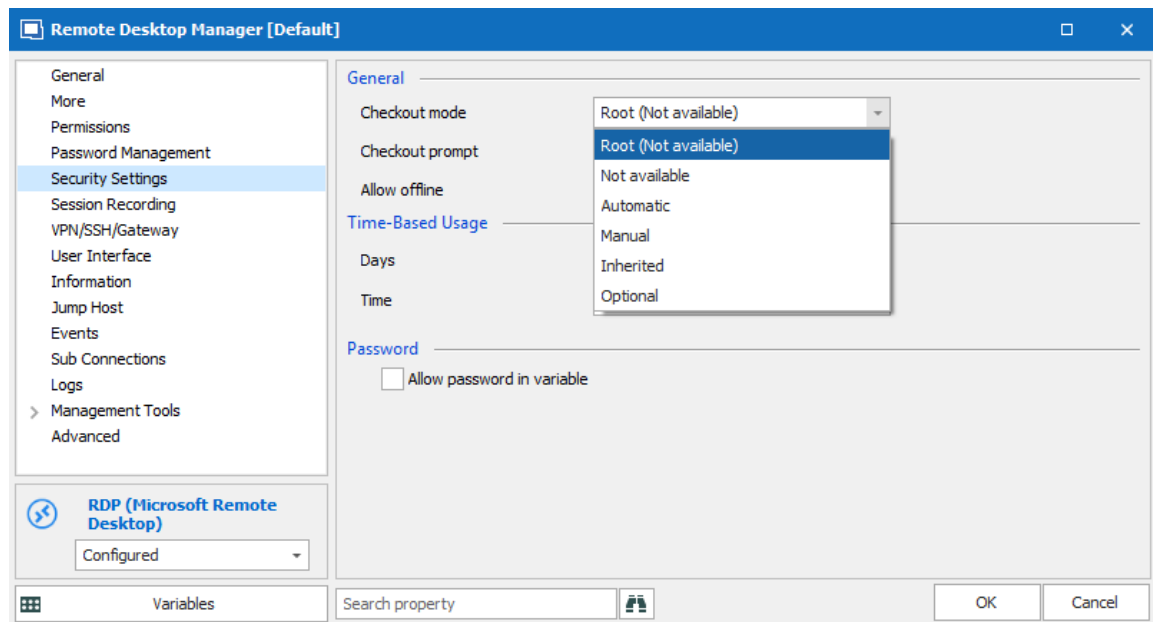 Remote Desktop Manager [Default]
General
More
Permissions
Password Management
Security Settings
Session Recording
VPN/SSH/Gateway
User Interface
Information
Jump Host
Events
Sub Connections
Logs
Management Tools
Advanced
RDP (Microsoft Remote
Desktop)
Configured
Variables
General
Checkout mode
Root (Not available)
Root (Not available)
Not available
Automatic
Manual
Inherited
Optional
Checkout prompt
Allow offline
Time-Based Usage
Days
Time
Password
Allow password in variable
Search property
OK
Cancel